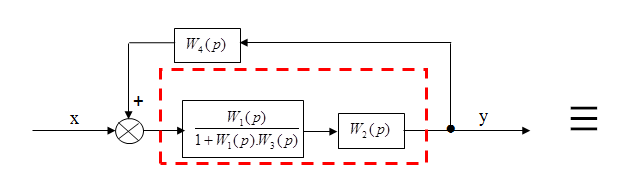 W₄(p)
+
x
W₁(p)
1+W₁(p).W₃(p)
W₂(p)
y
≡